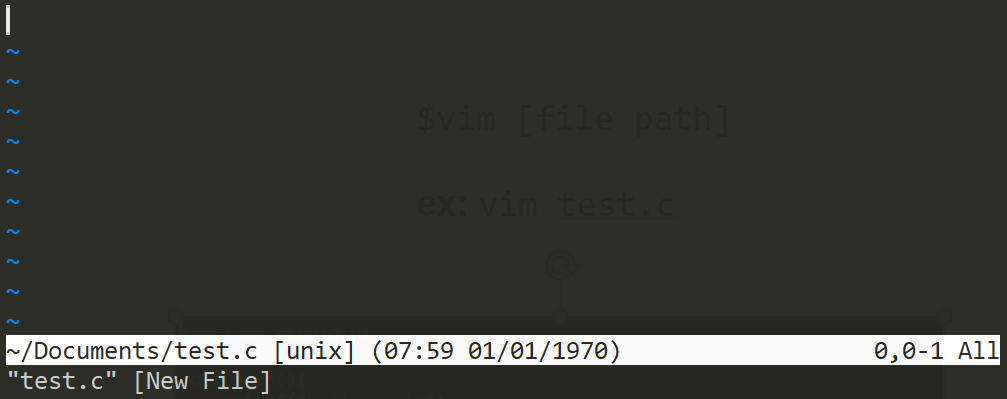 ~
~
~
$vim [file path]
~
~
~
ex: vim test.c
~
~
~
~
~/Documents/test.c [unix] (07:59 01/01/1970) 0,0-1 All
"test.c" [New File]